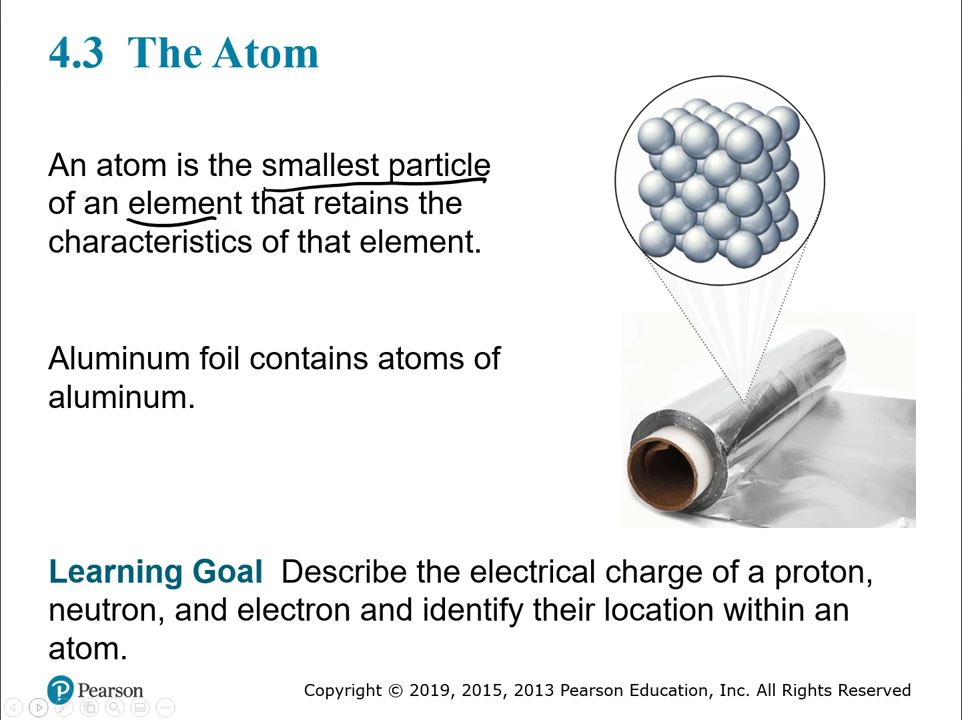 4.3 The Atom
An atom is the smallest particle
of an element that retains the
characteristics of that element.
Aluminum foil contains atoms of
aluminum.
Learning Goal Describe the electrical charge of a proton,
neutron, and electron and identify their location within an
atom.
P Pearson
Copyright © 2019, 2015, 2013 Pearson Education, Inc. All Rights Reserved